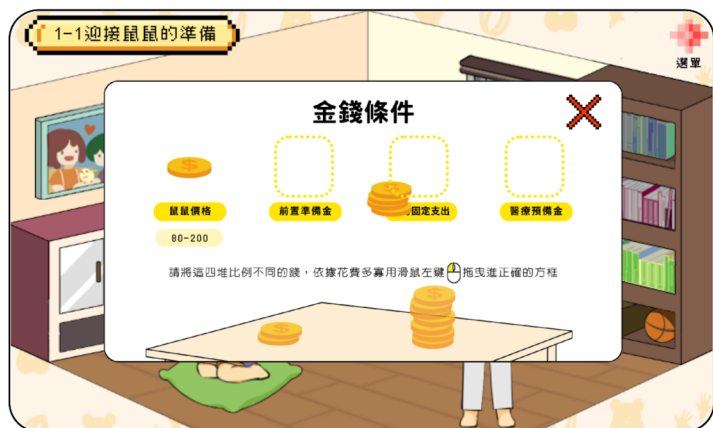 1-1迎接鼠鼠的準備
選單
金錢條件
鼠鼠價格
前置準備金
固定支出
醫療預備金
80-200
請將這四堆比例不同的錢，依據花費多寡用滑鼠左鍵拖曳進正確的方框